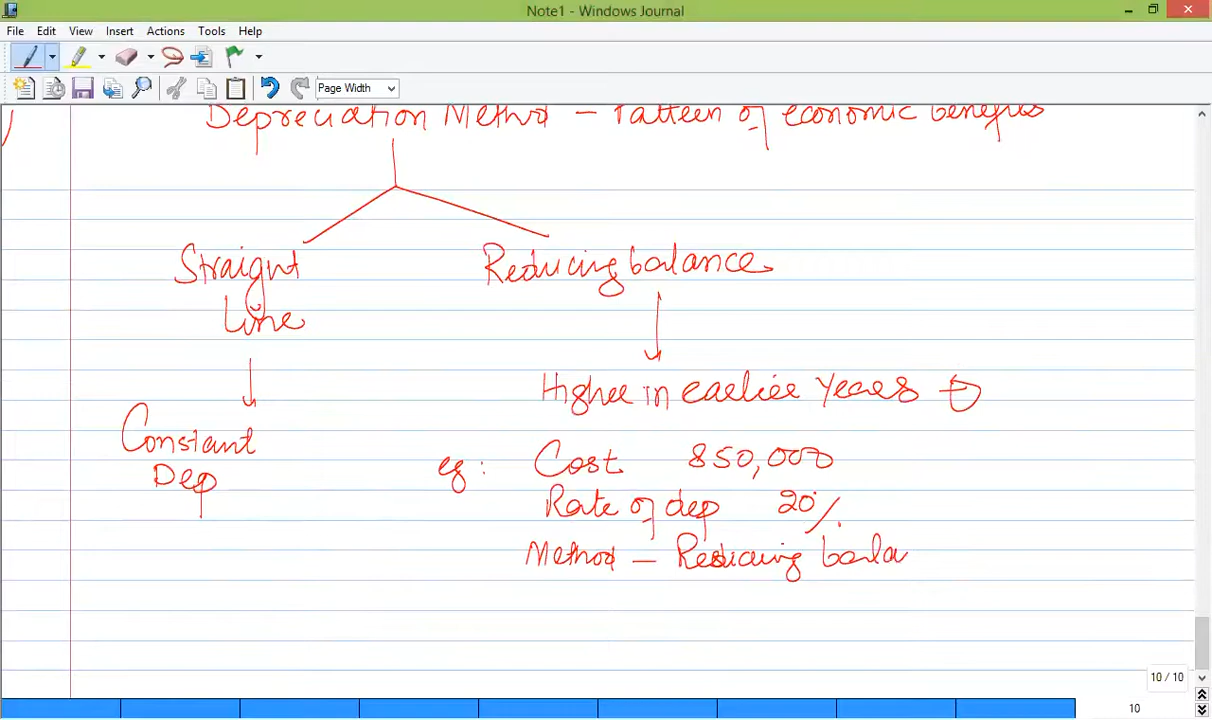 Note1 - Windows Journal
File Edit View Insert Actions Tools Help
Page Width
Depreciation Method - Patteen of economic benefits
Straight Line
Reducing balance
Higher in earlier years
Constant Dep
eg: Cost 850,000
Rate of dep 20%
Method - Reducing bala
10 / 10
10